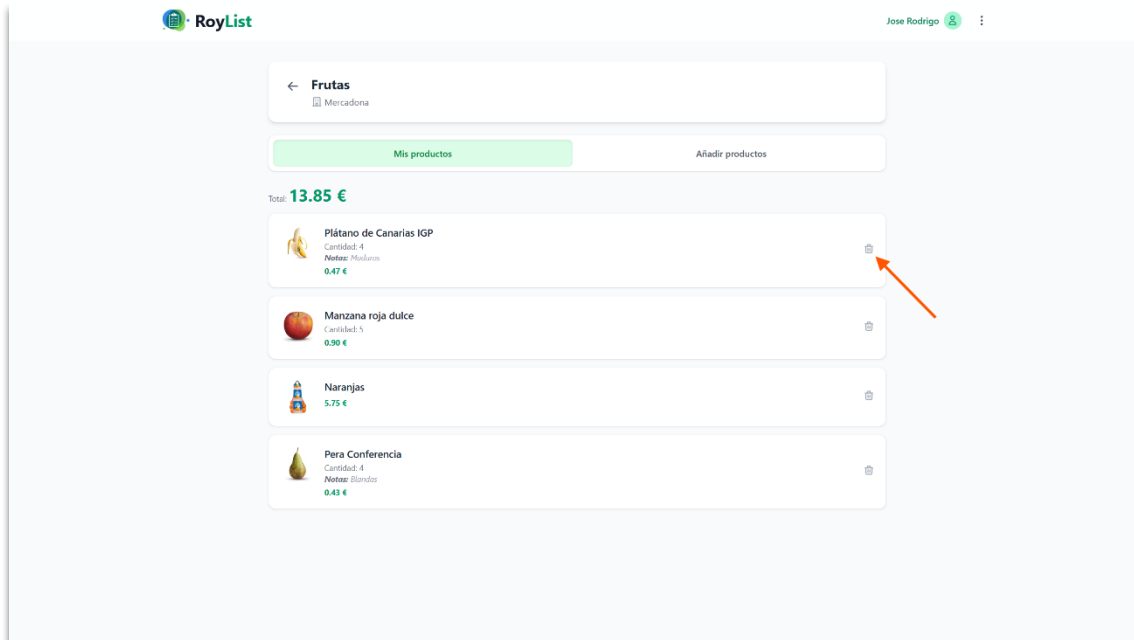 RoyList
Jose Rodrigo
Frutas
Mercadona
Mis productos
Añadir productos
Total: 13.85 €
Plátano de Canarias IGP
Cantidad: 4
Notas: Maduros
0.47 €
Manzana roja dulce
Cantidad: 5
0.90 €
Naranjas
5.75 €
Pera Conferencia
Cantidad: 4
Notas: Blandas
0.43 €